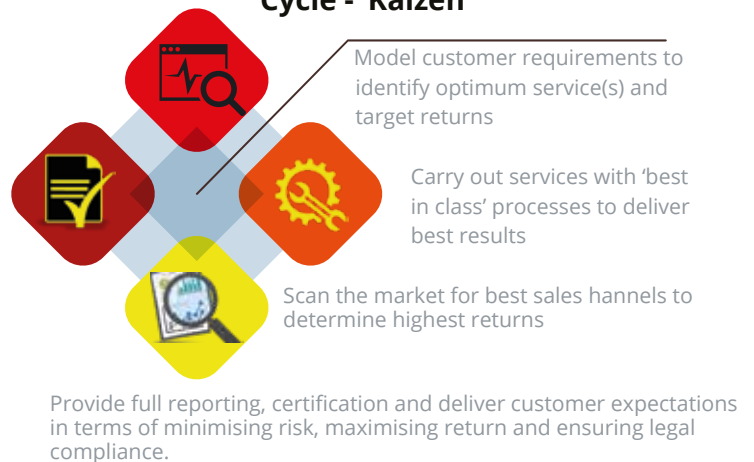 Cycle - 'Kaizen'
Model customer requirements to
identify optimum service(s) and
target returns
Carry out services with ‘best
in class’ processes to deliver
best results
Scan the market for best sales hannels to
determine highest returns
Provide full reporting, certification and deliver customer expectations
in terms of minimising risk, maximising return and ensuring legal
compliance.